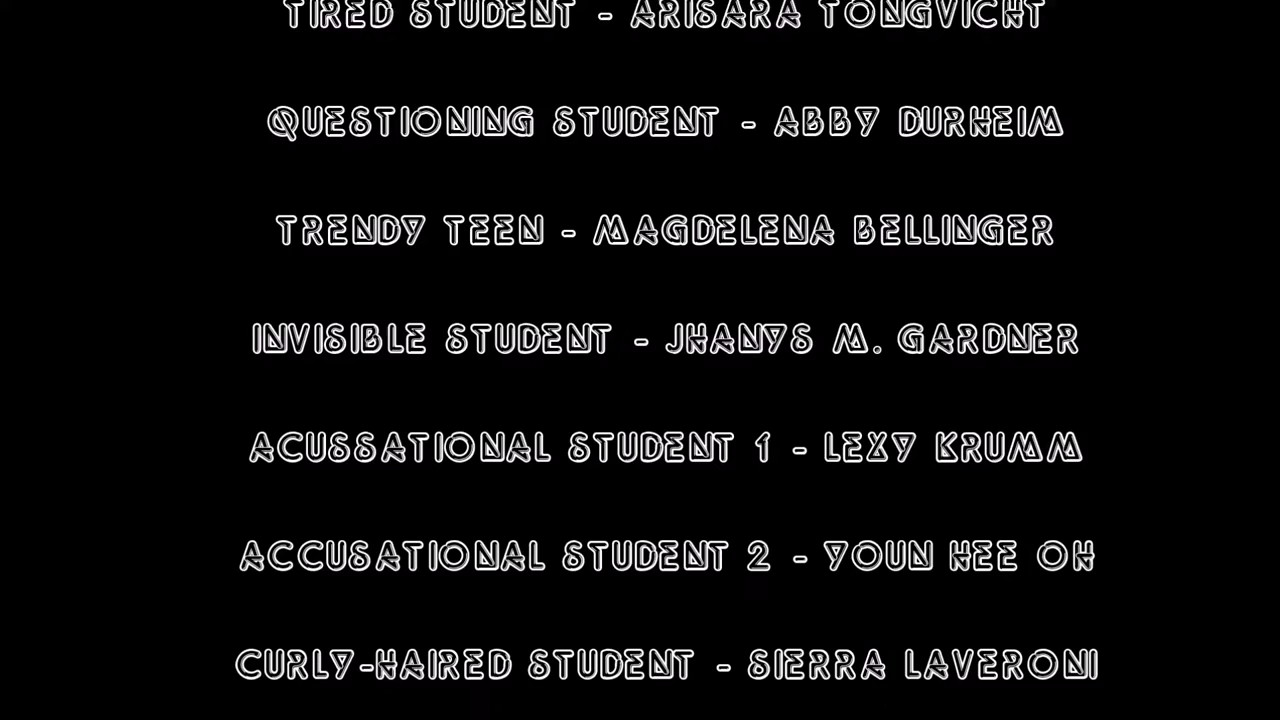 TIRED STUDENT - ARISARA TONGVICHT
QUESTIONING STUDENT - ABBY DURHEIM
TRENDY TEEN - MAGDELENA BELLINGER
INVISIBLE STUDENT - JHANYS M. GARDNER
ACUSSATIONAL STUDENT 1 - LEXY KRUMM
ACCUSATIONAL STUDENT 2 - YOUN HEE OH
CURLY-HAIRED STUDENT - SIERRA LAVERONI